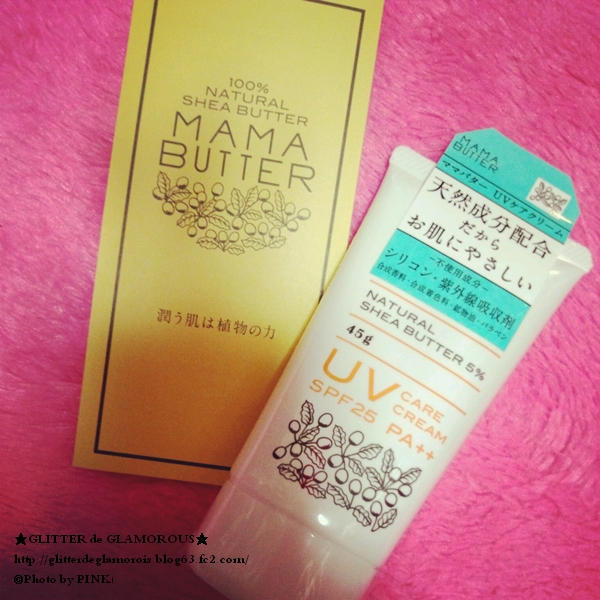 100%
NATURAL
SHEA BUTTER
MAMA
BUTTER
潤う肌は植物の力
MAMA
BUTTER
ママバター UVケアクリーム
天然成分配合
だから
お肌にやさしい
-不使用成分-
シリコン・紫外線吸収剤
合成香料・合成着色料・鉱物油・パラベン
NATURAL
SHEA BUTTER 5%
45g
UV CARE
CREAM
SPF25 PA++
★GLITTER de GLAMOROUS★
http://glitterdeglamorois.blog63.fc2.com/
©Photo by PINK♪